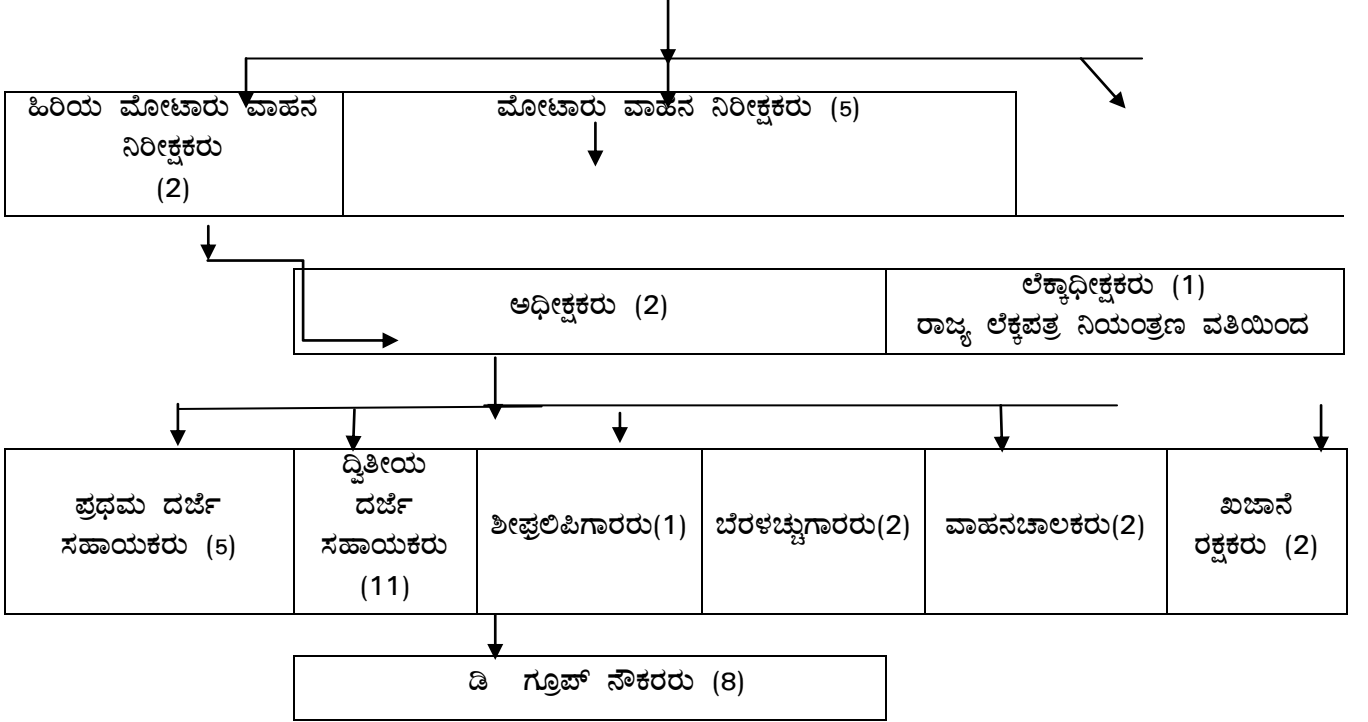 ಹಿರಿಯ ಮೋಟಾರು ವಾಹನ
ನಿರೀಕ್ಷಕರು
(2)
ಮೋಟಾರು ವಾಹನ ನಿರೀಕ್ಷಕರು (5)
ಅಧೀಕ್ಷಕರು (2)
ಲೆಕ್ಕಾಧೀಕ್ಷಕರು (1)
ರಾಜ್ಯ ಲೆಕ್ಕಪತ್ರ ನಿಯಂತ್ರಣ ವತಿಯಿಂದ
ಪ್ರಥಮ ದರ್ಜೆ
ಸಹಾಯಕರು (5)
ದ್ವಿತೀಯ
ದರ್ಜೆ
ಸಹಾಯಕರು
(11)
ಶೀಘ್ರಲಿಪಿಗಾರರು(1)
ಬೆರಳಚ್ಚುಗಾರರು(2)
ವಾಹನಚಾಲಕರು(2)
ಖಜಾನೆ
ರಕ್ಷಕರು (2)
ಡಿ ಗ್ರೂಪ್ ನೌಕರರು (8)